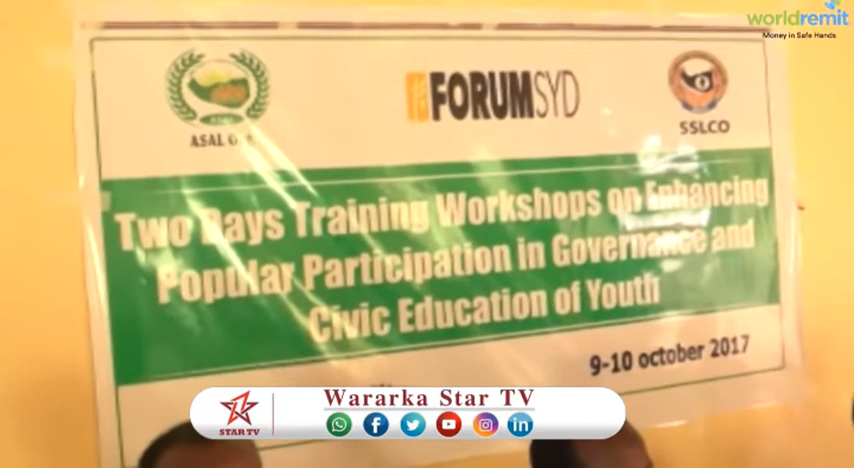 worldremit
Money in Safe Hands
FORUMSYD
ASAL
SSLCO
Two Days Training Workshops on Enhancing
Popular Participation in Governance and
Civic Education of Youth
9-10 october 2017
Wararka Star TV
STAR TV